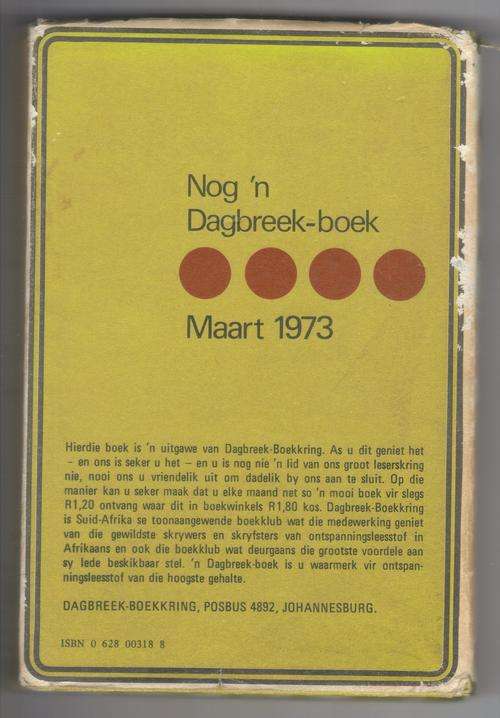 Nog 'n
Dagbreek-boek
Maart 1973
Hierdie boek is 'n uitgawe van Dagbreek-Boekkring. As u dit geniet het
– en ons is seker u het – en u is nog nie 'n lid van ons groot leserskring
nie, nooi ons u vriendelik uit om dadelik by ons aan te sluit. Op die
manier kan u seker maak dat u elke maand net so 'n mooi boek vir slegs
R1,20 ontvang waar dit in boekwinkels R1,80 kos. Dagbreek-Boekkring
is Suid-Afrika se toonaangewende boekklub wat die medewerking geniet
van die gewildste skrywers en skryfsters van ontspanningsleesstof in
Afrikaans en ook die boekklub wat deurgaans die grootste voordele aan
sy lede beskikbaar stel. 'n Dagbreek-boek is u waarmerk vir ontspan-
ningsleesstof van die hoogste gehalte.
DAGBREEK-BOEKKRING, POSBUS 4892, JOHANNESBURG.
ISBN 0 628 00318 8